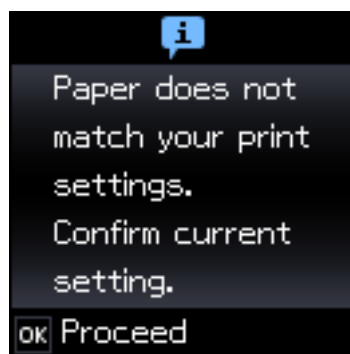 i
Paper does not
match your print
settings.
Confirm current
setting.
OK Proceed